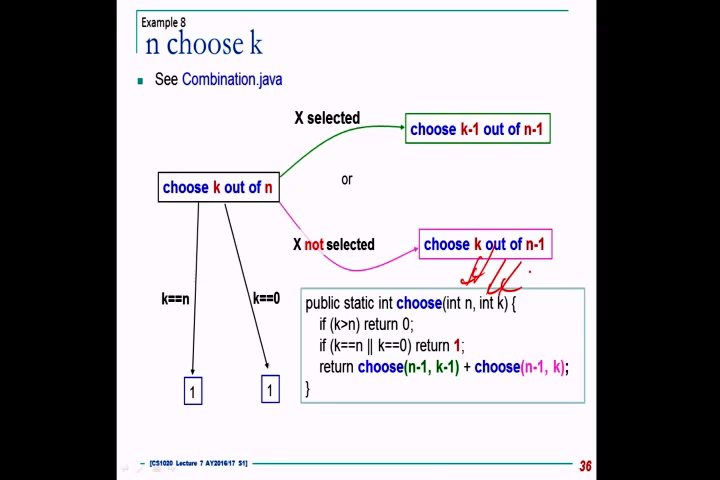 Example 8
n choose k
See Combination.java
X selected
choose k-1 out of n-1
choose k out of n
or
X not selected
choose k out of n-1
k==n
k==0
public static int choose(int n, int k) {
if (k>n) return 0;
if (k==n || k==0) return 1;
return choose(n-1, k-1) + choose(n-1, k);
}
1
1
[CS1020 Lecture 7 AY2016/17 S1]
36